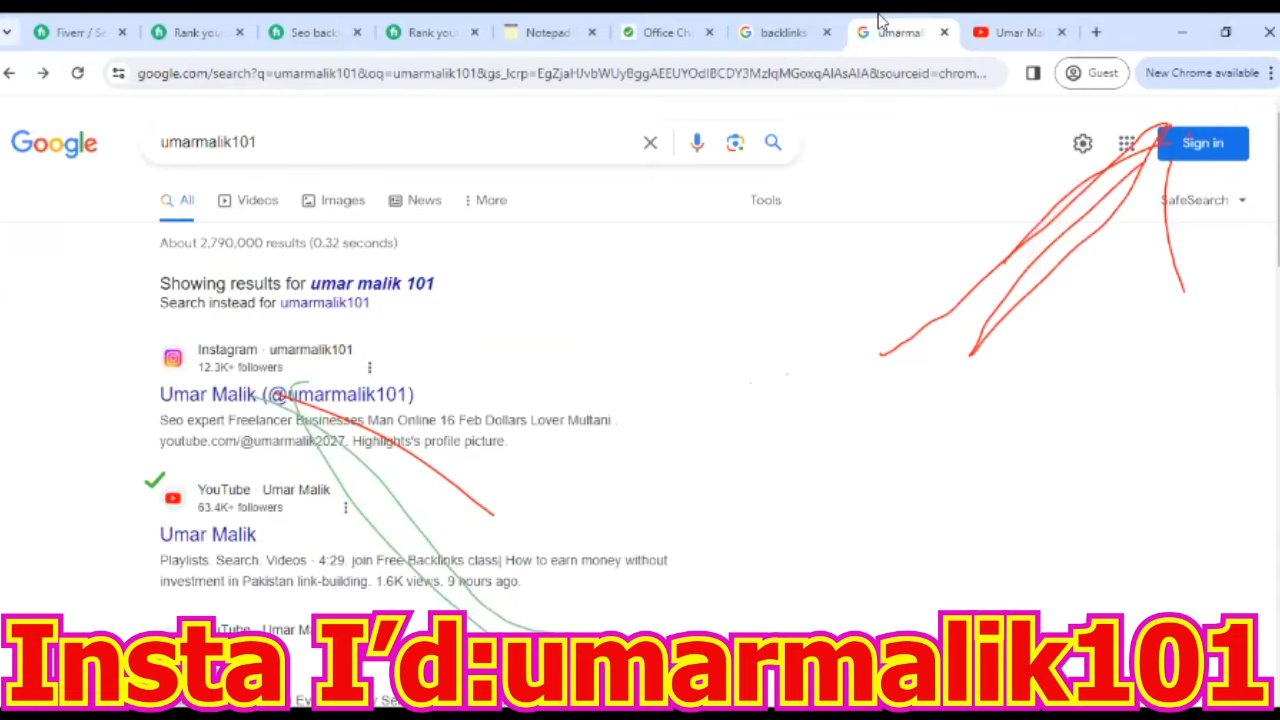 Fiverr / Se
Rank you
Seo back
Rank you
Notepad
Office Ch
backlinks
umarmal
Umar Ma
google.com/search?q=umarmalik101&oq=umarmalik101&gs_lcrp=
Guest
New Chrome available
Google
umarmalik101
Sign in
All
Videos
Images
News
More
Tools
SafeSearch
About 2,790,000 results (0.32 seconds)
Showing results for umar malik 101
Search instead for umarmalik101
Instagram · umarmalik101
12.3K+ followers
Umar Malik (@umarmalik101)
Seo expert Freelancer Businesses Man Online 16 Feb Dollars Lover Multani .
youtube.com/@umarmalik2027. Highlights's profile picture.
YouTube · Umar Malik
63.4K+ followers
Umar Malik
Playlists. Search. Videos · 4:29. join Free Backlinks class| How to earn money without
investment in Pakistan link-building. 1.6K views. 9 hours ago.
Insta I'd:umarmalik101